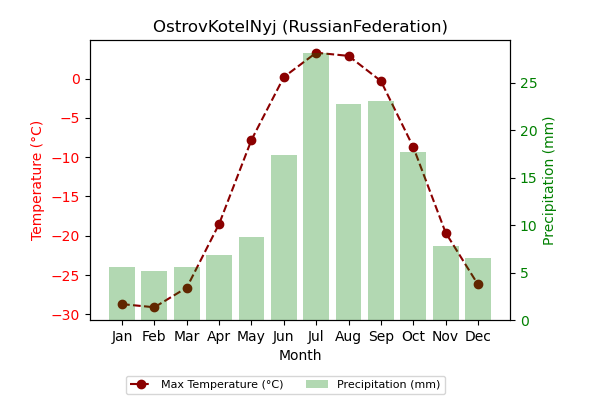 OstrovKotelNyj (RussianFederation)
Temperature (°C)
0
−5
−10
−15
−20
−25
−30
25
20
15
10
5
0
Precipitation (mm)
Jan Feb Mar Apr May Jun Jul Aug Sep Oct Nov Dec
Month
Max Temperature (°C) Precipitation (mm)